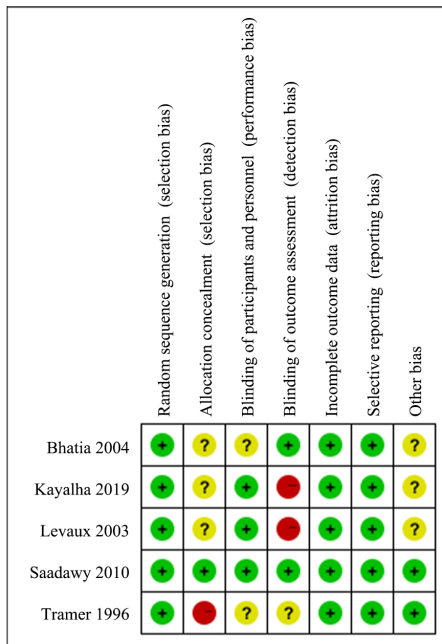 Random sequence generation (selection bias)
Allocation concealment (selection bias)
Blinding of participants and personnel (performance bias)
Blinding of outcome assessment (detection bias)
Incomplete outcome data (attrition bias)
Selective reporting (reporting bias)
Other bias
Bhatia 2004 + ? ? + + + ?
Kayalha 2019 + ? + - + + ?
Levaux 2003 + ? + - + + ?
Saadawy 2010 + + + + + + +
Tramer 1996 + - ? ? + + +